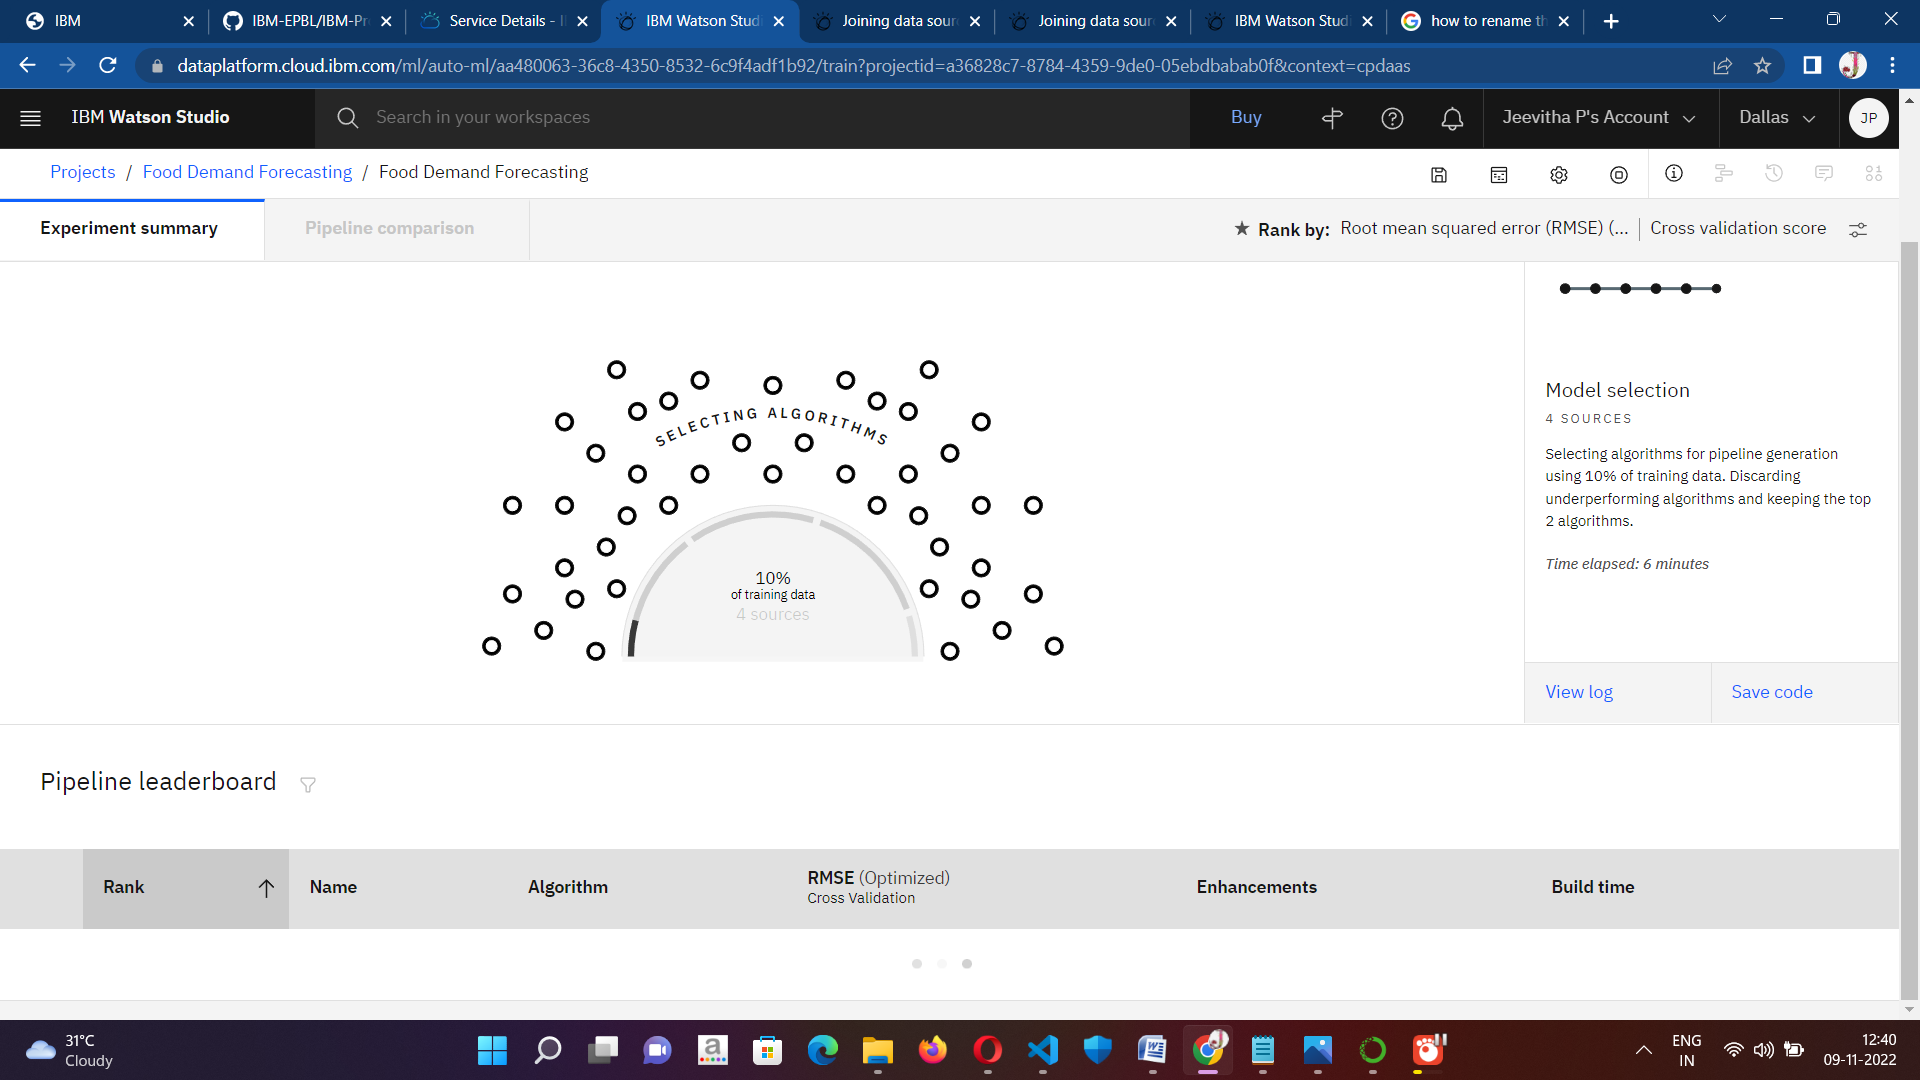 IBM
IBM-EPBL/IBM-Pr
Service Details - I
IBM Watson Studi
Joining data sour
Joining data sour
IBM Watson Studi
how to rename th
dataplatform.cloud.ibm.com/ml/auto-ml/aa480063-36c8-4350-8532-6c9f4adf1b92/train?projectid=a36828c7-8784-4359-9de0-05ebdbabab0f&context=cpdaas
IBM Watson Studio
Search in your workspaces
Buy
Jeevitha P's Account
Dallas
JP
Projects / Food Demand Forecasting / Food Demand Forecasting
Experiment summary
Pipeline comparison
Rank by: Root mean squared error (RMSE) (... Cross validation score
SELECTING ALGORITHMS
10%
of training data
4 sources
Model selection
4 SOURCES
Selecting algorithms for pipeline generation
using 10% of training data. Discarding
underperforming algorithms and keeping the top
2 algorithms.
Time elapsed: 6 minutes
View log
Save code
Pipeline leaderboard
Rank
Name
Algorithm
RMSE (Optimized)
Cross Validation
Enhancements
Build time
31°C
Cloudy
ENG
IN
12:40
09-11-2022